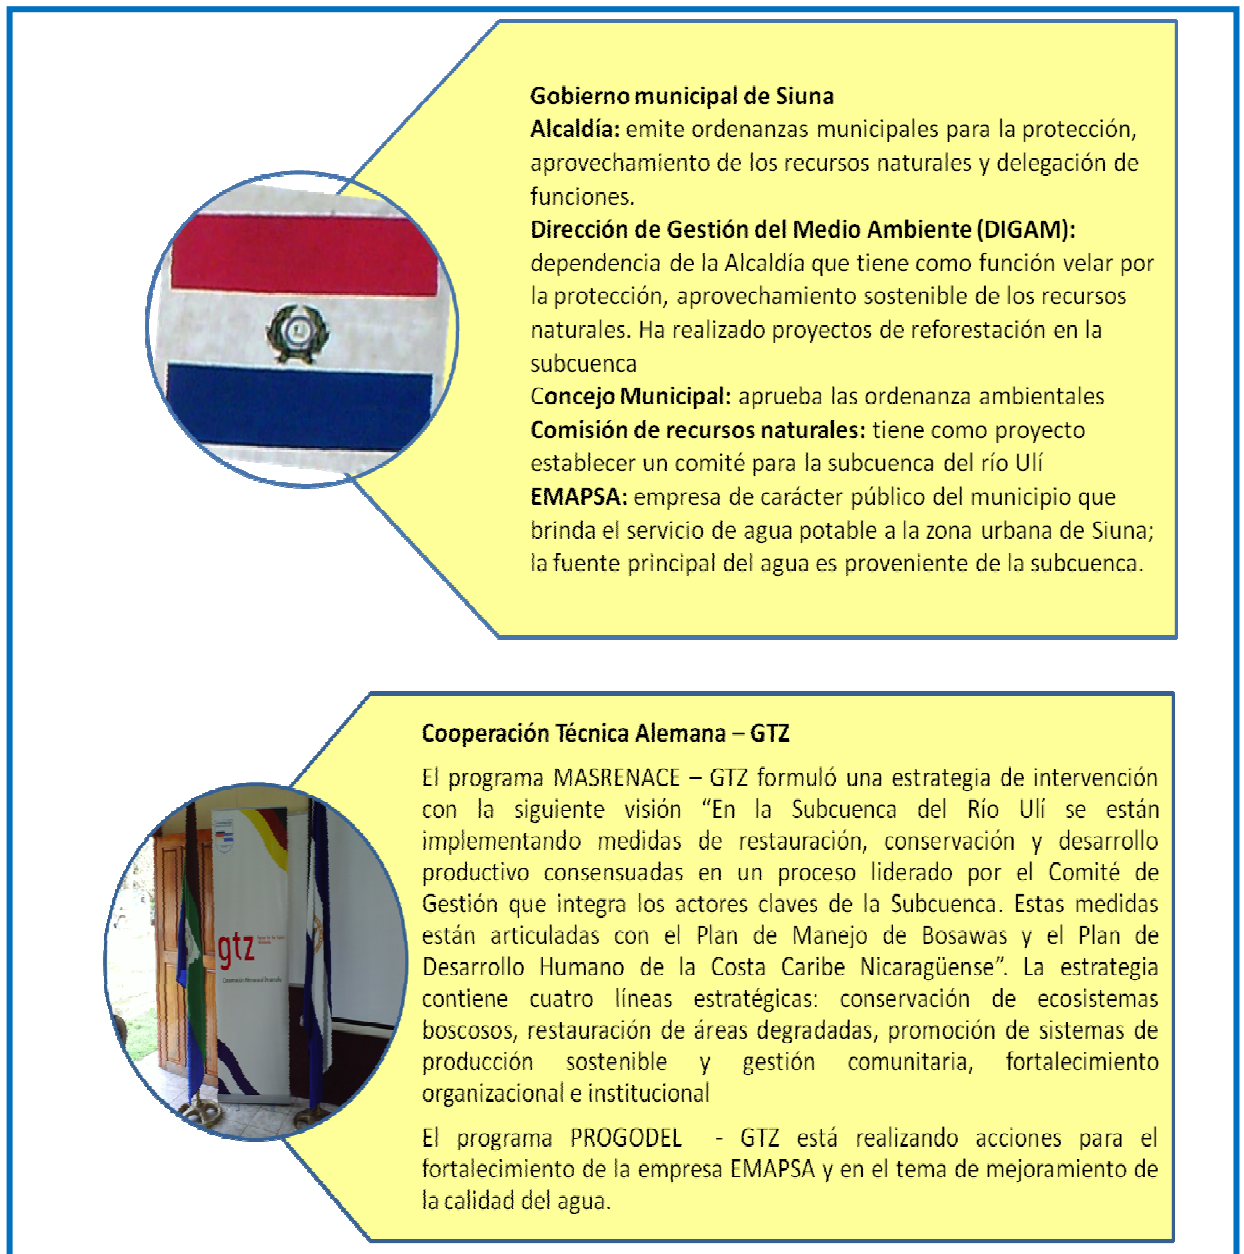 Gobierno municipal de Siuna
Alcaldía: emite ordenanzas municipales para la protección,
aprovechamiento de los recursos naturales y delegación de
funciones.
Dirección de Gestión del Medio Ambiente (DIGAM):
dependencia de la Alcaldía que tiene como función velar por
la protección, aprovechamiento sostenible de los recursos
naturales. Ha realizado proyectos de reforestación en la
subcuenca
Concejo Municipal: aprueba las ordenanza ambientales
Comisión de recursos naturales: tiene como proyecto
establecer un comité para la subcuenca del río Ulí
EMAPSA: empresa de carácter público del municipio que
brinda el servicio de agua potable a la zona urbana de Siuna;
la fuente principal del agua es proveniente de la subcuenca.
Cooperación Técnica Alemana – GTZ
El programa MASRENACE – GTZ formuló una estrategia de intervención
con la siguiente visión “En la Subcuenca del Río Ulí se están
implementando medidas de restauración, conservación y desarrollo
productivo consensuadas en un proceso liderado por el Comité de
Gestión que integra los actores claves de la Subcuenca. Estas medidas
están articuladas con el Plan de Manejo de Bosawas y el Plan de
Desarrollo Humano de la Costa Caribe Nicaragüense”. La estrategia
contiene cuatro líneas estratégicas: conservación de ecosistemas
boscosos, restauración de áreas degradadas, promoción de sistemas de
producción sostenible y gestión comunitaria, fortalecimiento
organizacional e institucional
El programa PROGODEL - GTZ está realizando acciones para el
fortalecimiento de la empresa EMAPSA y en el tema de mejoramiento de
la calidad del agua.
gtz